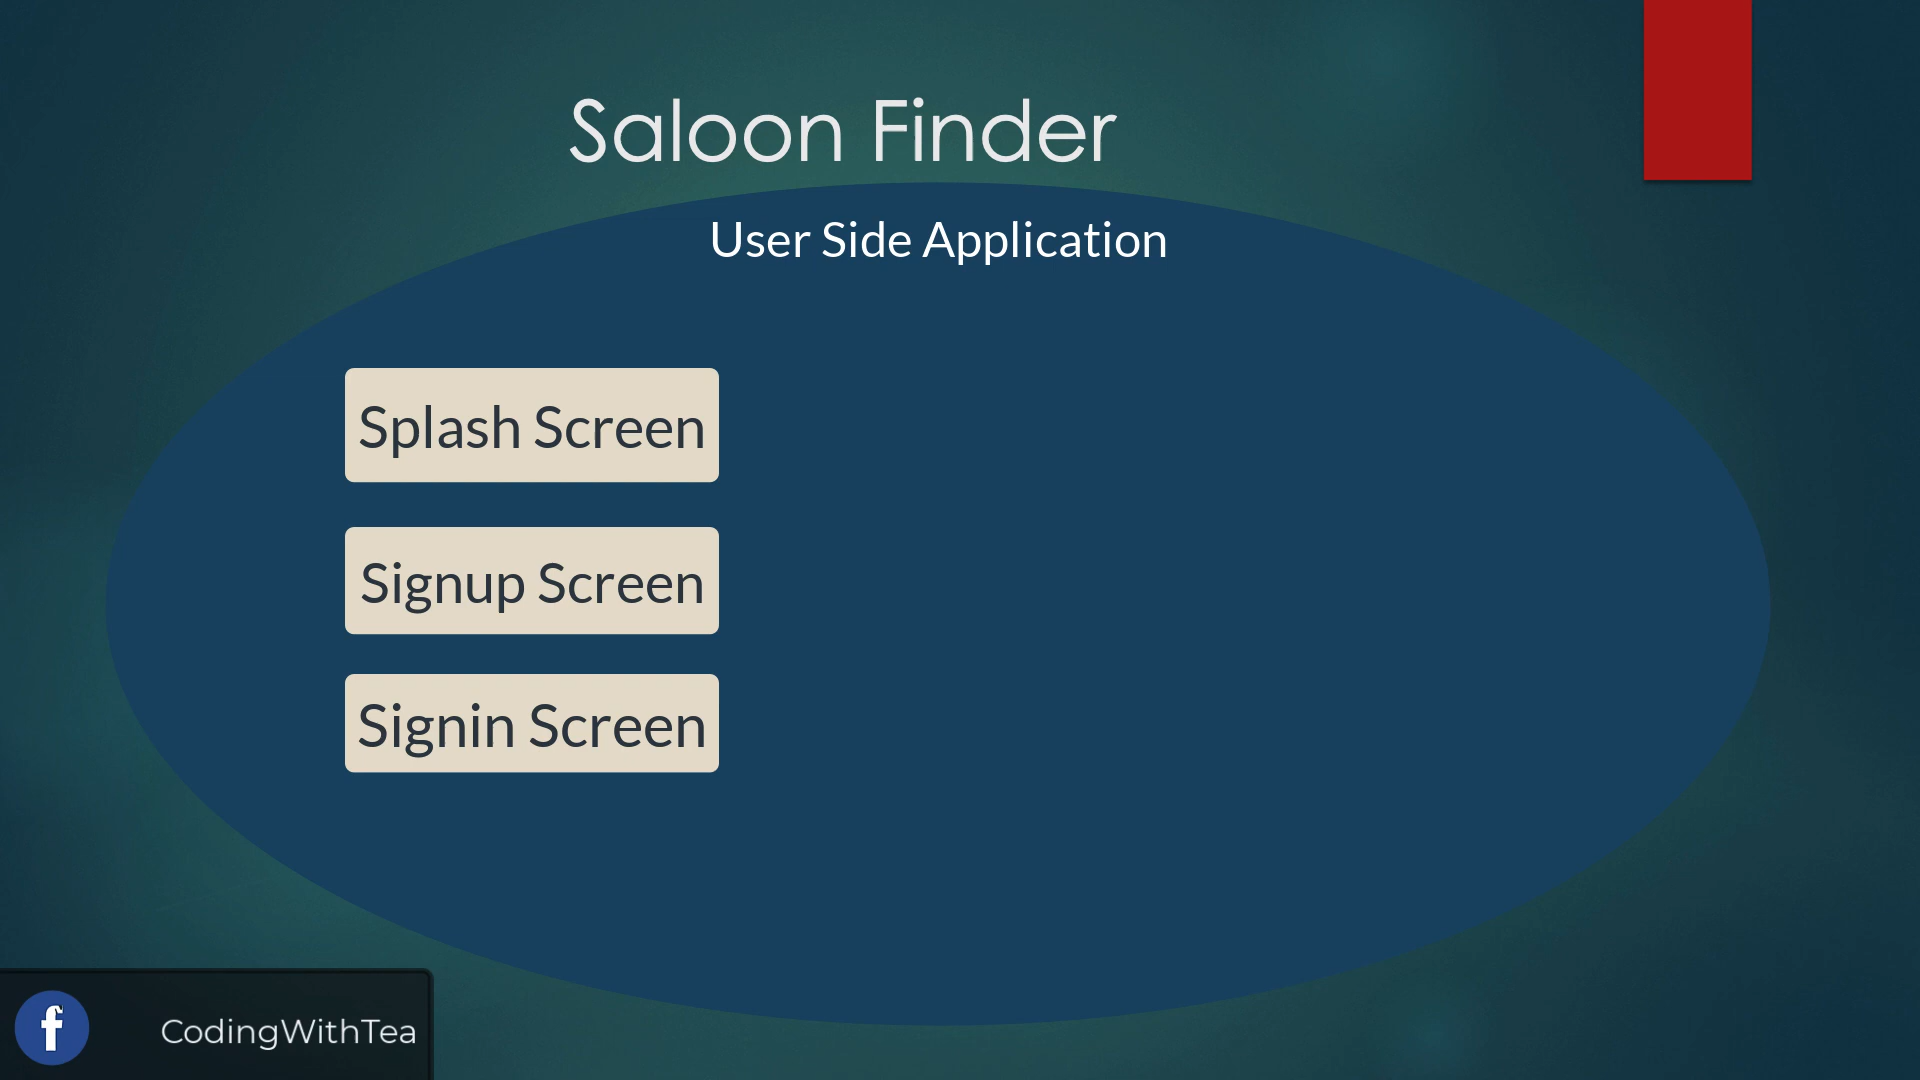 Saloon Finder
User Side Application
Splash Screen
Signup Screen
Signin Screen
f
CodingWithTea